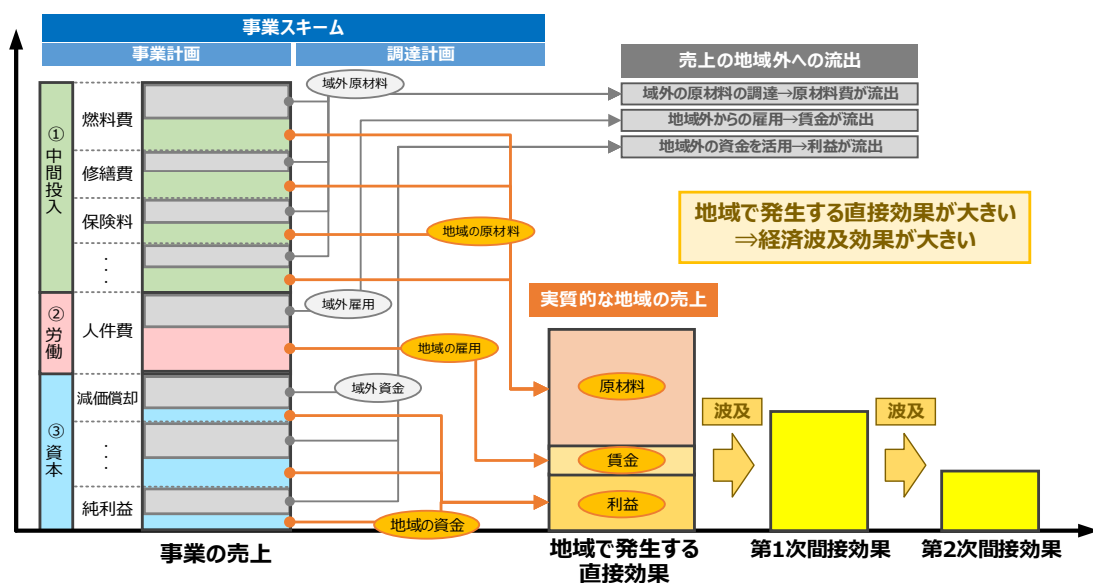 事業スキーム
事業計画
調達計画
売上の地域外への流出
域外の原材料の調達→原材料費が流出
地域外からの雇用→賃金が流出
地域外の資金を活用→利益が流出
地域で発生する直接効果が大きい
⇒経済波及効果が大きい
①中間投入
燃料費
修繕費
保険料
・・・
②労働
人件費
③資本
減価償却
・・・
純利益
域外原材料
地域の原材料
域外雇用
地域の雇用
域外資金
地域の資金
実質的な地域の売上
原材料
賃金
利益
波及
波及
事業の売上
地域で発生する
直接効果
第1次間接効果
第2次間接効果